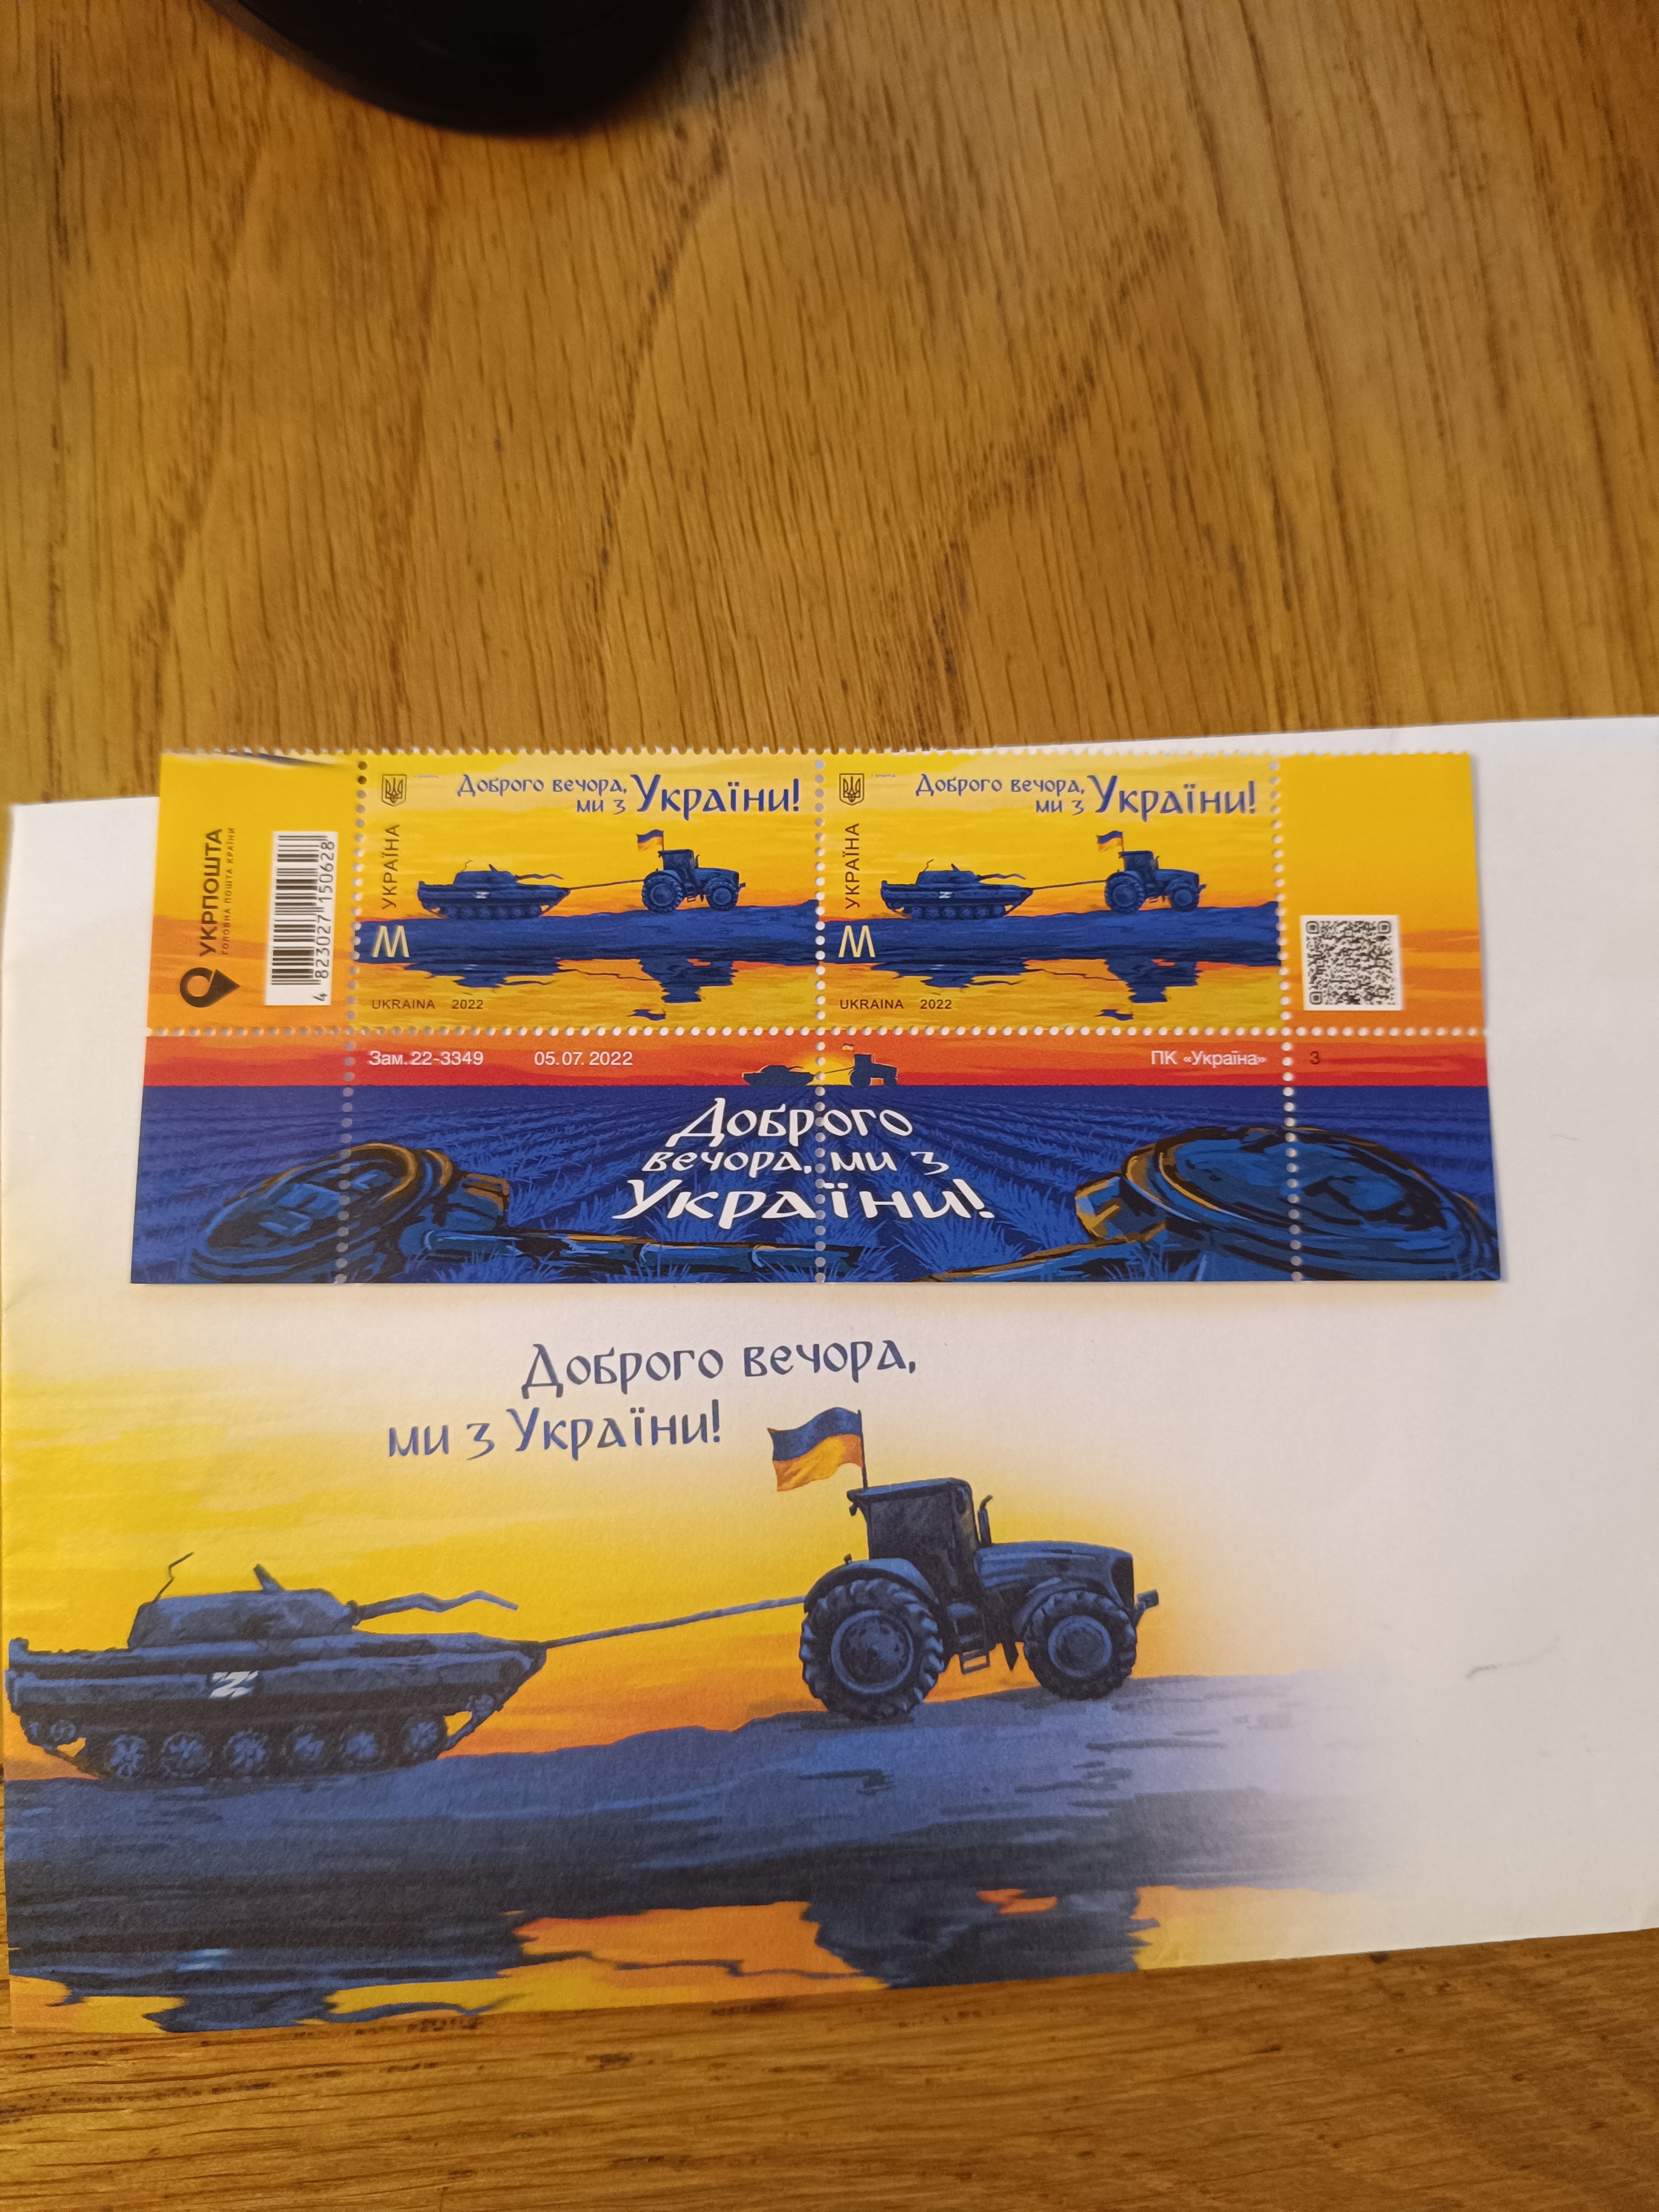 УКРПОШТА
ГОЛОВНА ПОШТА КРАЇНИ
4 823027 150628
Доброго вечора,
ми з України!
УКРАЇНА
W
UKRAINA 2022
Доброго вечора,
ми з України!
УКРАЇНА
W
UKRAINA 2022
Зам. 22-3349 05.07.2022 ПК «Україна» 3
Доброго
вечора, ми з
України!
Доброго вечора,
ми з України!
Z